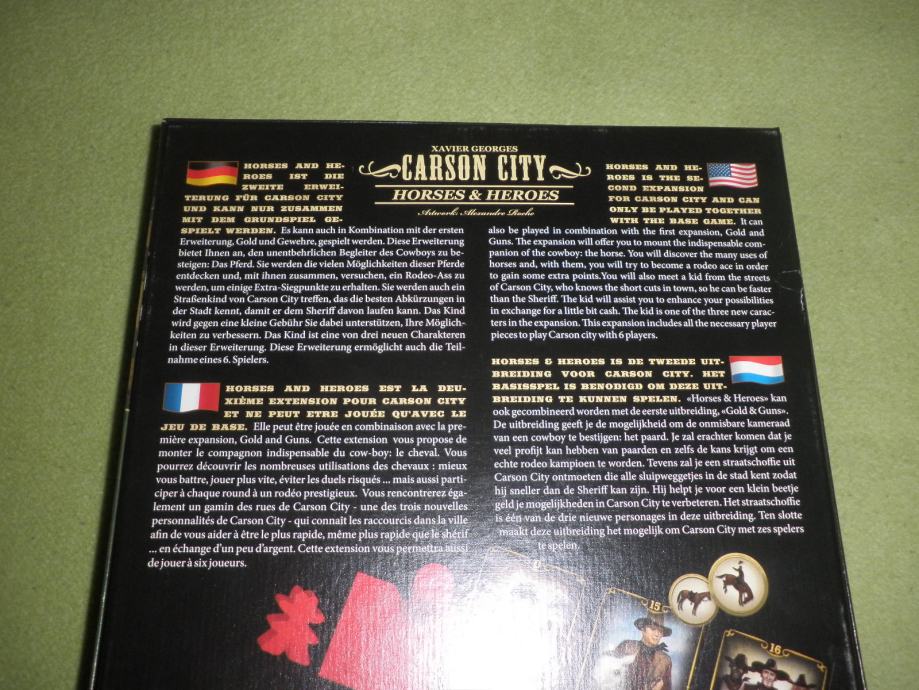 XAVIER GEORGES
CARSON CITY
HORSES & HEROES
Artwork: Alexandre Roche
HORSES AND HE-
ROES IST DIE
ZWEITE ERWEI-
TERUNG FÜR CARSON CITY
UND KANN NUR ZUSAMMEN
MIT DEM GRUNDSPIEL GE-
SPIELT WERDEN. Es kann auch in Kombination mit der ersten
Erweiterung, Gold und Gewehre, gespielt werden. Diese Erweiterung
bietet Ihnen an, den unentbehrlichen Begleiter des Cowboys zu be-
steigen: Das Pferd. Sie werden die vielen Möglichkeiten dieser Pferde
entdecken und, mit ihnen zusammen, versuchen, ein Rodeo-Ass zu
werden, um einige Extra-Siegpunkte zu erhalten. Sie werden auch ein
Straßenkind von Carson City treffen, das die besten Abkürzungen in
der Stadt kennt, damit er dem Sheriff davon laufen kann. Das Kind
wird gegen eine kleine Gebühr Sie dabei unterstützen, Ihre Möglich-
keiten zu verbessern. Das Kind ist eine von drei neuen Charakteren
in dieser Erweiterung. Diese Erweiterung ermöglicht auch die Teil-
nahme eines 6. Spielers.
HORSES AND HE-
ROES IS THE SE-
COND EXPANSION
FOR CARSON CITY AND CAN
ONLY BE PLAYED TOGETHER
WITH THE BASE GAME. It can
also be played in combination with the first expansion, Gold and
Guns. The expansion will offer you to mount the indispensable com-
panion of the cowboy: the horse. You will discover the many uses of
horses and, with them, you will try to become a rodeo ace in order
to gain some extra points.You will also meet a kid from the streets
of Carson City, who knows the short cuts in town, so he can be faster
than the Sheriff. The kid will assist you to enhance your possibilities
in exchange for a little bit cash. The kid is one of the three new carac-
ters in the expansion. This expansion includes all the necessary player
pieces to play Carson city with 6 players.
HORSES AND HEROES EST LA DEU-
XIÈME EXTENSION POUR CARSON CITY
ET NE PEUT ETRE JOUÉE QU'AVEC LE
JEU DE BASE. Elle peut être jouée en combinaison avec la pre-
mière expansion, Gold and Guns. Cette extension vous propose de
monter le compagnon indispensable du cow-boy: le cheval. Vous
pourrez découvrir les nombreuses utilisations des chevaux : mieux
vous battre, jouer plus vite, éviter les duels risqués ... mais aussi parti-
ciper à chaque round à un rodéo prestigieux. Vous rencontrerez éga-
lement un gamin des rues de Carson City - une des trois nouvelles
personnalités de Carson City - qui connaît les raccourcis dans la ville
afin de vous aider à être le plus rapide, même plus rapide que le shérif
... en échange d'un peu d'argent. Cette extension vous permettra aussi
de jouer à six joueurs.
HORSES & HEROES IS DE TWEEDE UIT-
BREIDING VOOR CARSON CITY. HET
BASISSPEL IS BENODIGD OM DEZE UIT-
BREIDING TE KUNNEN SPELEN. «Horses & Heroes» kan
ook gecombineerd worden met de eerste uitbreiding, «Gold & Guns».
De uitbreiding geeft je de mogelijkheid om de onmisbare kameraad
van een cowboy te bestijgen: het paard. Je zal erachter komen dat je
veel profijt kan hebben van paarden en zelfs de kans krijgt om een
echte rodeo kampioen te worden. Tevens zal je een straatschoffie uit
Carson City ontmoeten die alle sluipweggetjes in de stad kent zodat
hij sneller dan de Sheriff kan zijn. Hij helpt je voor een klein beetje
geld je mogelijkheden in Carson City te verbeteren. Het straatschoffie
is één van de drie nieuwe personages in deze uitbreiding. Ten slotte
maakt deze uitbreiding het mogelijk om Carson City met zes spelers
te spelen.
15
16